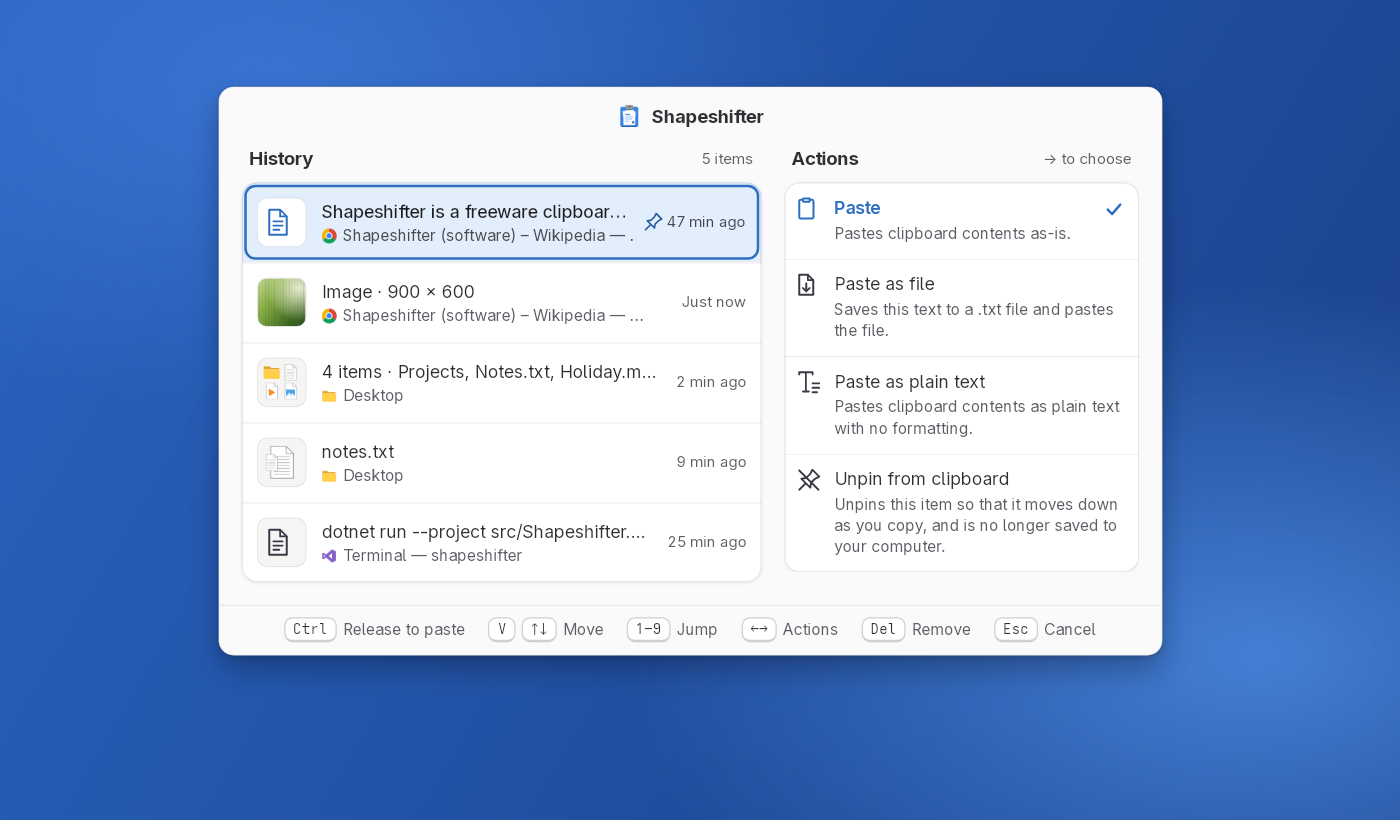 Shapeshifter
History
5 items
Shapeshifter is a freeware clipboar…
47 min ago
Shapeshifter (software) – Wikipedia — .
Image · 900 × 600
Just now
Shapeshifter (software) – Wikipedia — …
4 items · Projects, Notes.txt, Holiday.m…
2 min ago
Desktop
notes.txt
9 min ago
Desktop
dotnet run --project src/Shapeshifter.…
25 min ago
Terminal — shapeshifter
Actions
→ to choose
Paste
Pastes clipboard contents as-is.
Paste as file
Saves this text to a .txt file and pastes
the file.
Paste as plain text
Pastes clipboard contents as plain text
with no formatting.
Unpin from clipboard
Unpins this item so that it moves down
as you copy, and is no longer saved to
your computer.
Ctrl Release to paste V ↑↓ Move 1–9 Jump ←→ Actions Del Remove Esc Cancel